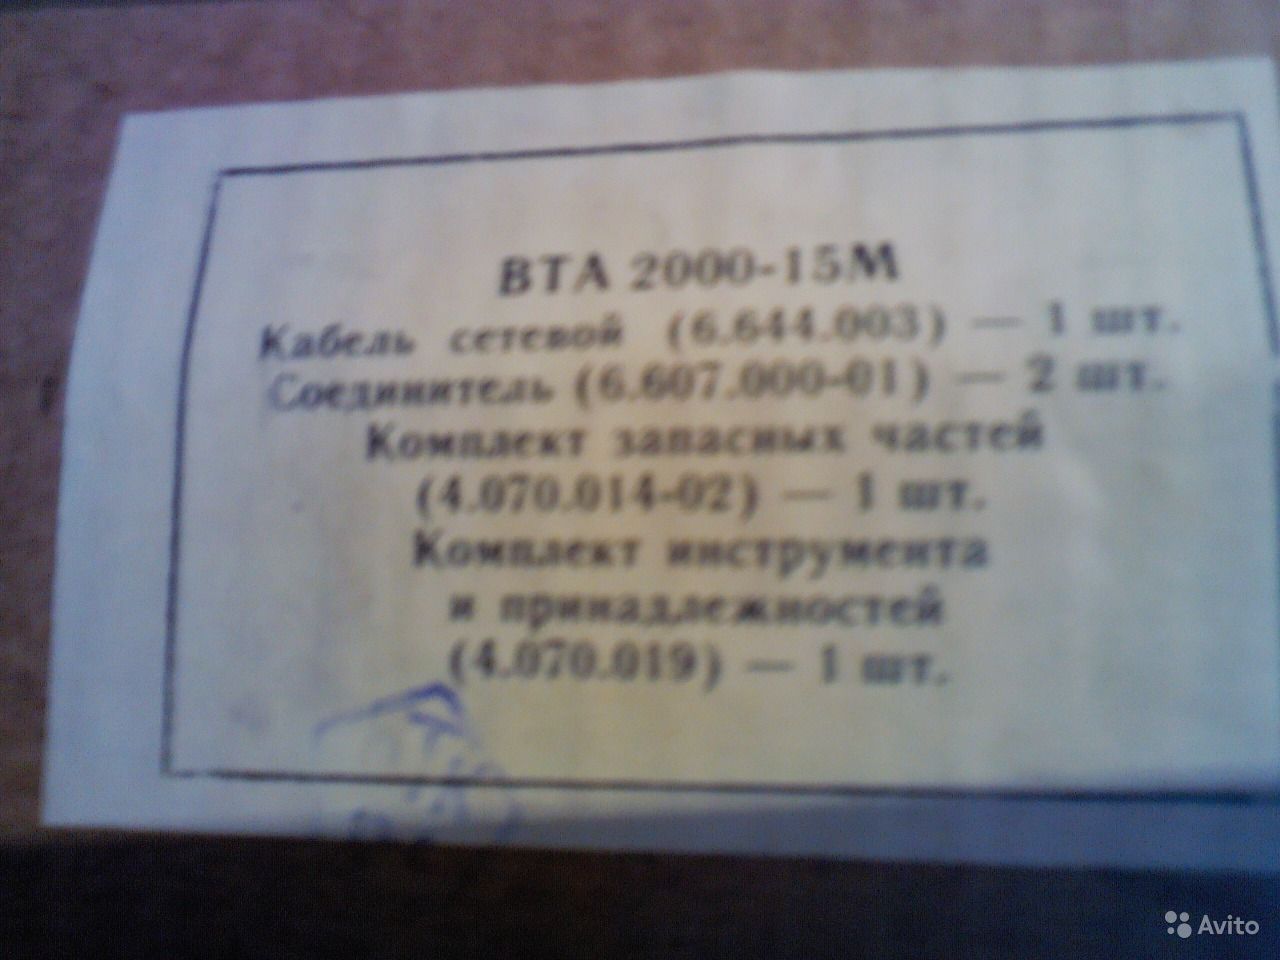 ВТА 2000-15М
Кабель сетевой (6.644.003) — 1 шт.
Соединитель (6.607.000-01) — 2 шт.
Комплект запасных частей
(4.070.014-02) — 1 шт.
Комплект инструмента
и принадлежностей
(4.070.019) — 1 шт.
Avito